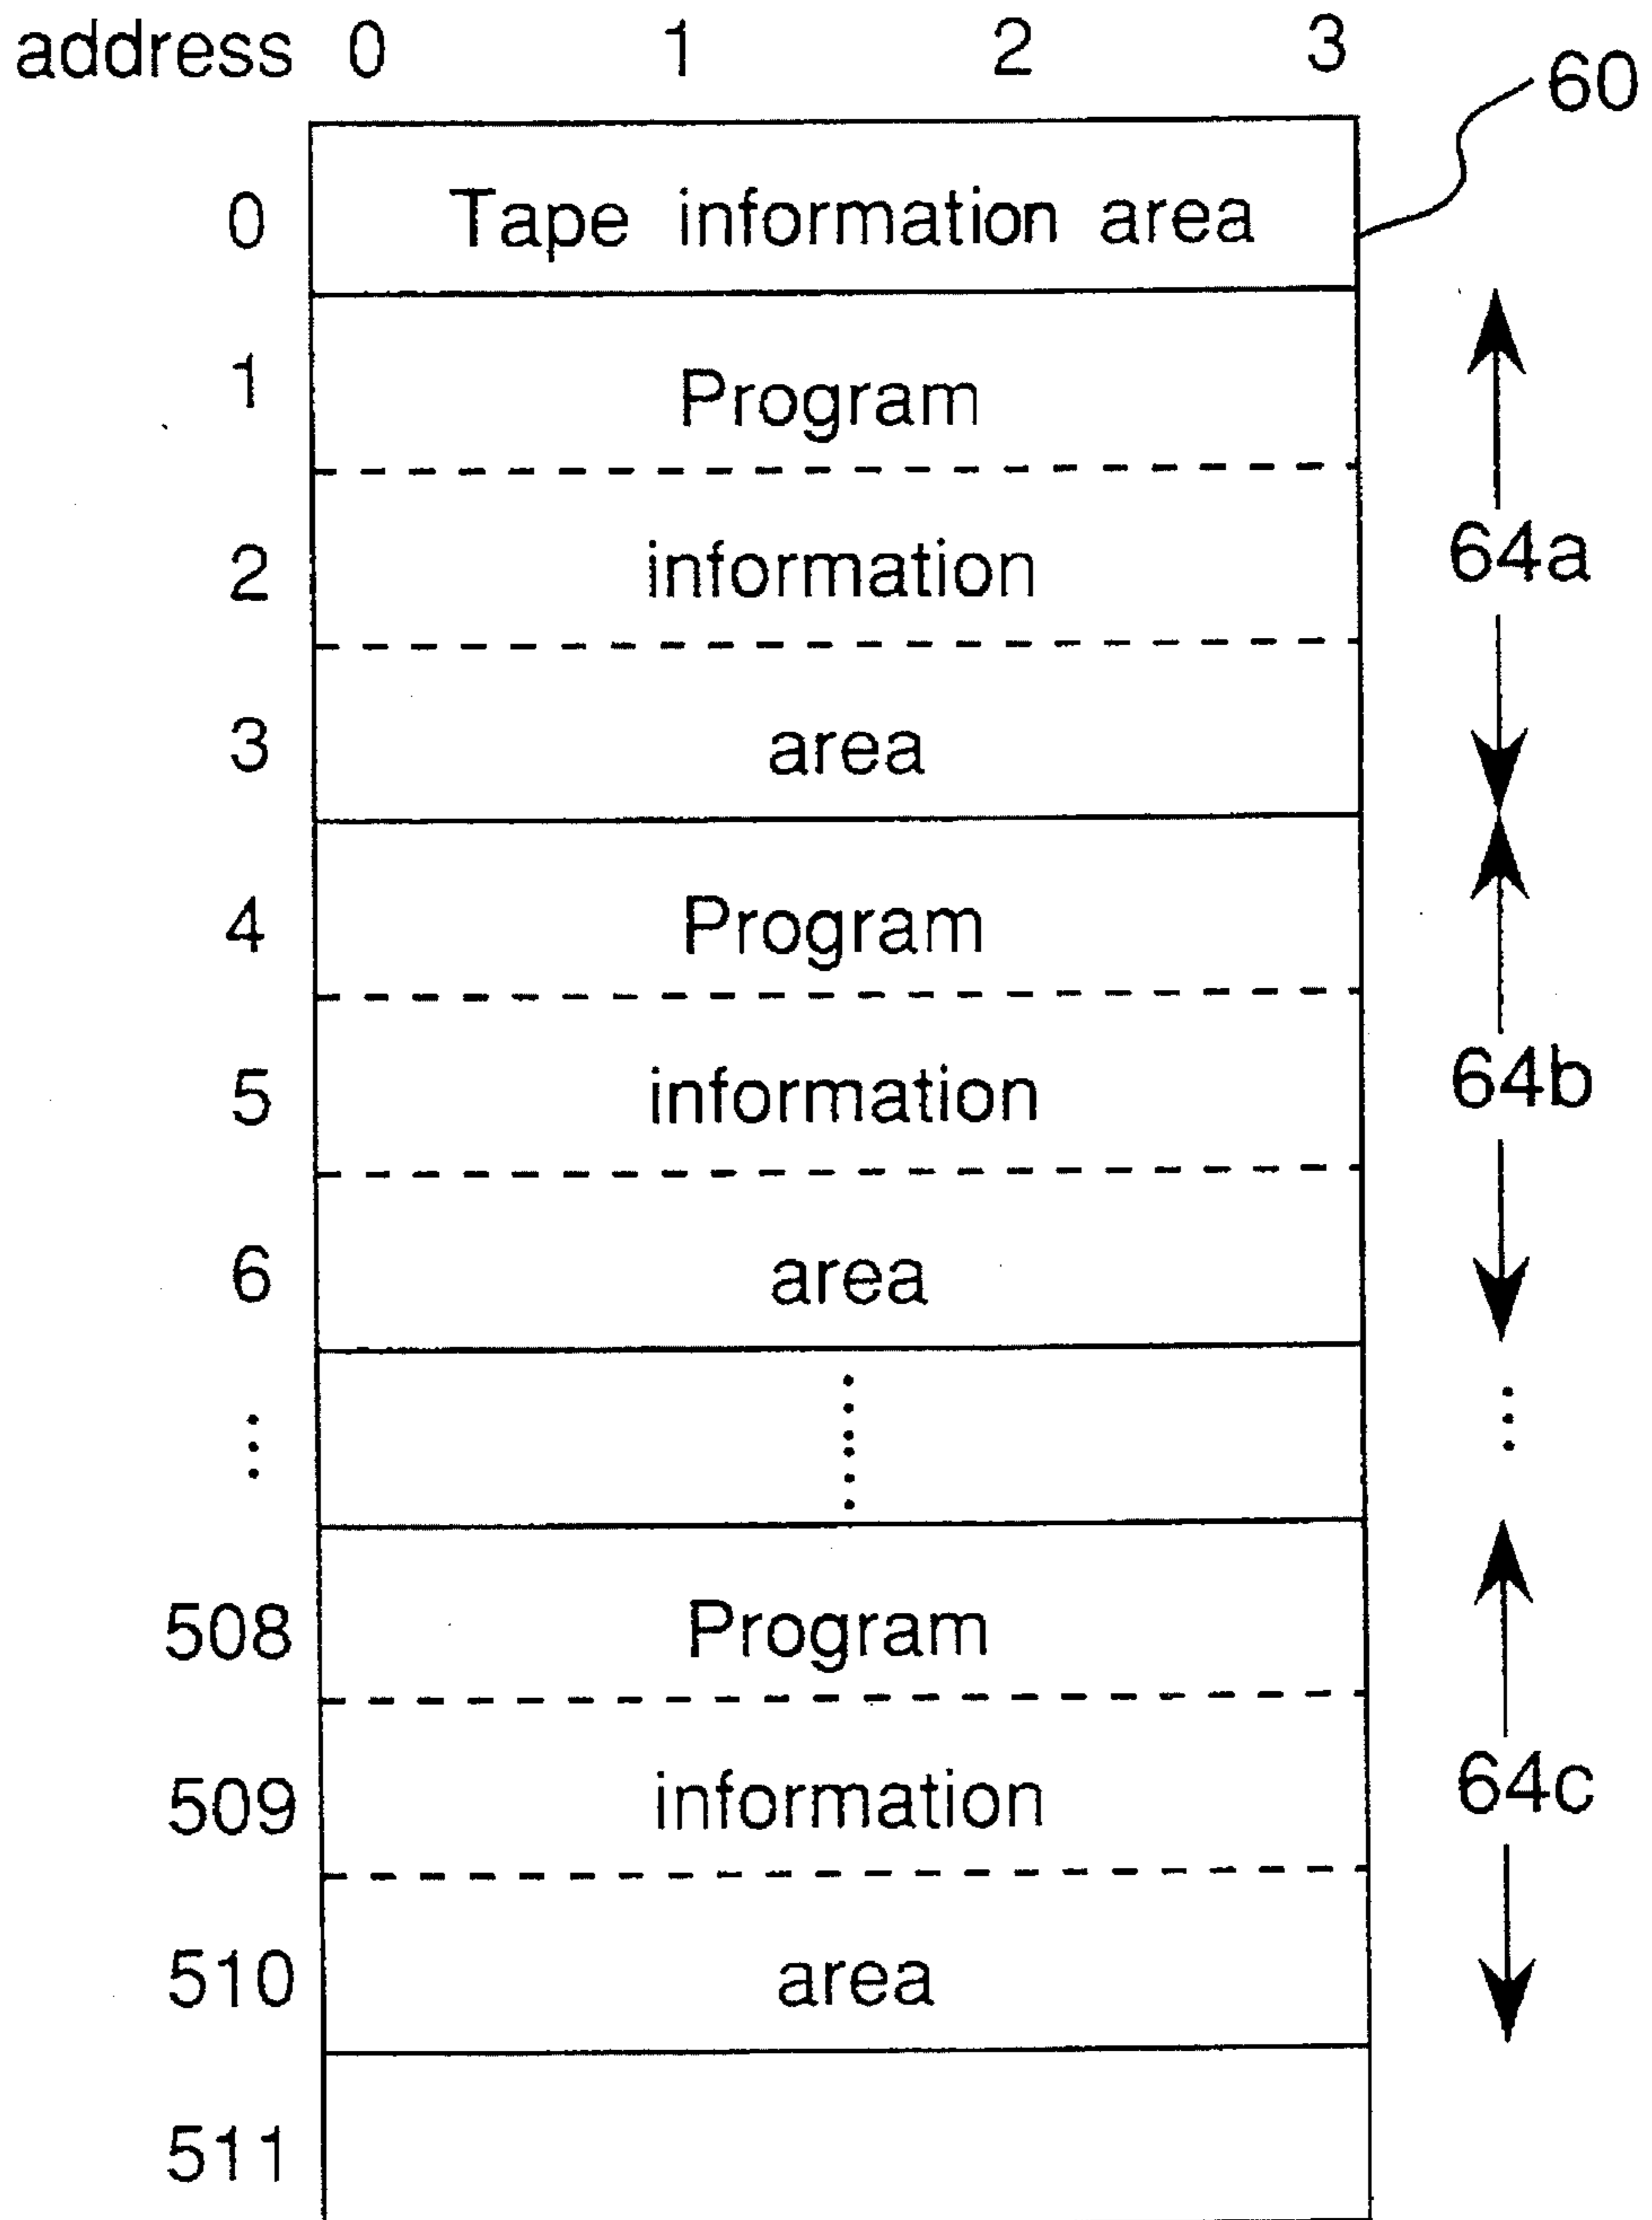 address 0 1 2 3
60
0 Tape information area
1 Program
2 information
64a
3 area
4 Program
5 information
64b
6 area
508 Program
509 information
64c
510 area
511